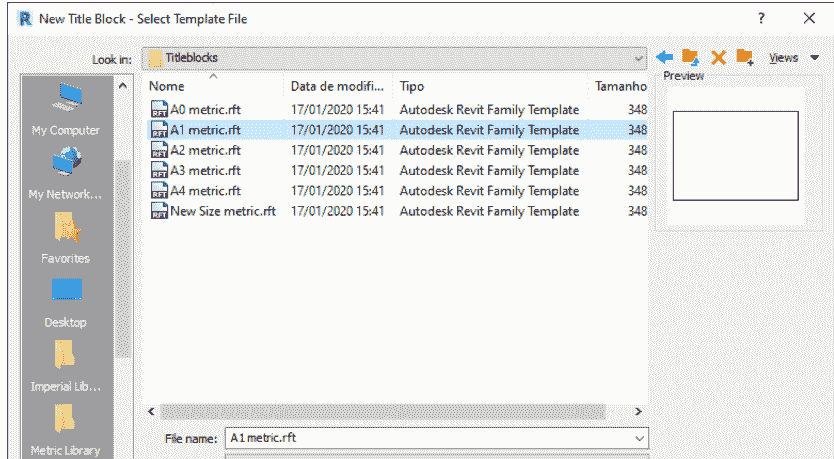 New Title Block - Select Template File
Look in: Titleblocks Views
Nome Data de modifi... Tipo Tamanho
A0 metric.rft 17/01/2020 15:41 Autodesk Revit Family Template 348
A1 metric.rft 17/01/2020 15:41 Autodesk Revit Family Template 348
A2 metric.rft 17/01/2020 15:41 Autodesk Revit Family Template 348
A3 metric.rft 17/01/2020 15:41 Autodesk Revit Family Template 348
A4 metric.rft 17/01/2020 15:41 Autodesk Revit Family Template 348
New Size metric.rft 17/01/2020 15:41 Autodesk Revit Family Template 348
My Computer
My Network...
Favorites
Desktop
Imperial Lib...
Metric Library
Preview
File name: A1 metric.rft